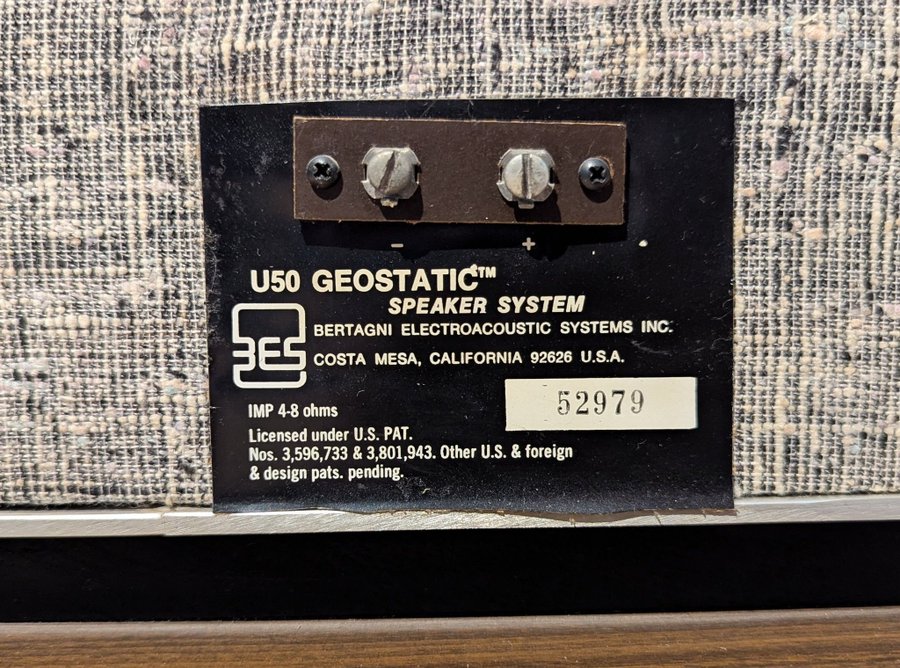 - +
U50 GEOSTATIC™
SPEAKER SYSTEM
BES
BERTAGNI ELECTROACOUSTIC SYSTEMS INC.
COSTA MESA, CALIFORNIA 92626 U.S.A.
52979
IMP 4-8 ohms
Licensed under U.S. PAT.
Nos. 3,596,733 & 3,801,943. Other U.S. & foreign
& design pats. pending.